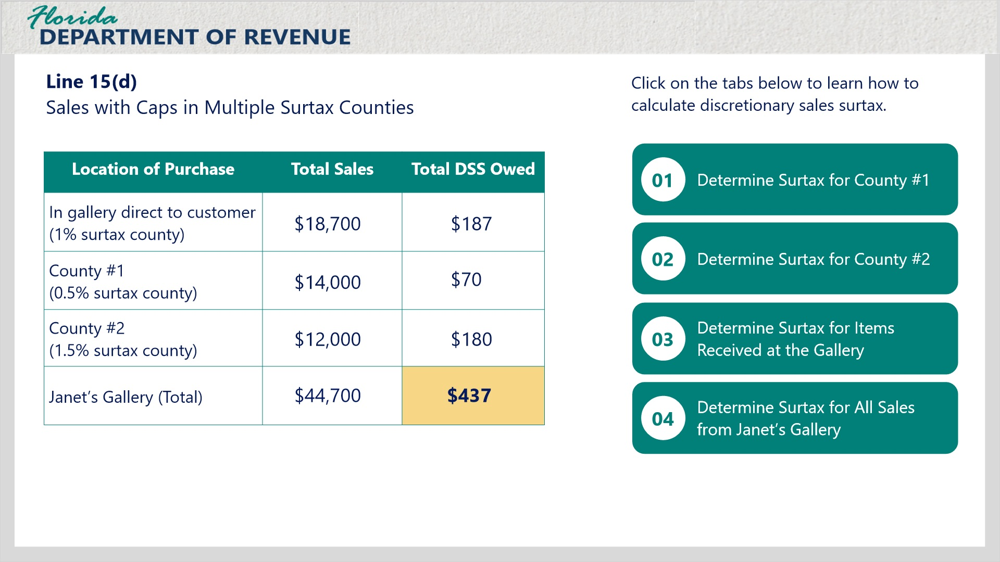 Florida
DEPARTMENT OF REVENUE
Line 15(d)
Sales with Caps in Multiple Surtax Counties
Click on the tabs below to learn how to
calculate discretionary sales surtax.
Location of Purchase Total Sales Total DSS Owed
In gallery direct to customer
(1% surtax county)
$18,700 $187
County #1
(0.5% surtax county)
$14,000 $70
County #2
(1.5% surtax county)
$12,000 $180
Janet’s Gallery (Total) $44,700 $437
01 Determine Surtax for County #1
02 Determine Surtax for County #2
03 Determine Surtax for Items
Received at the Gallery
04 Determine Surtax for All Sales
from Janet’s Gallery